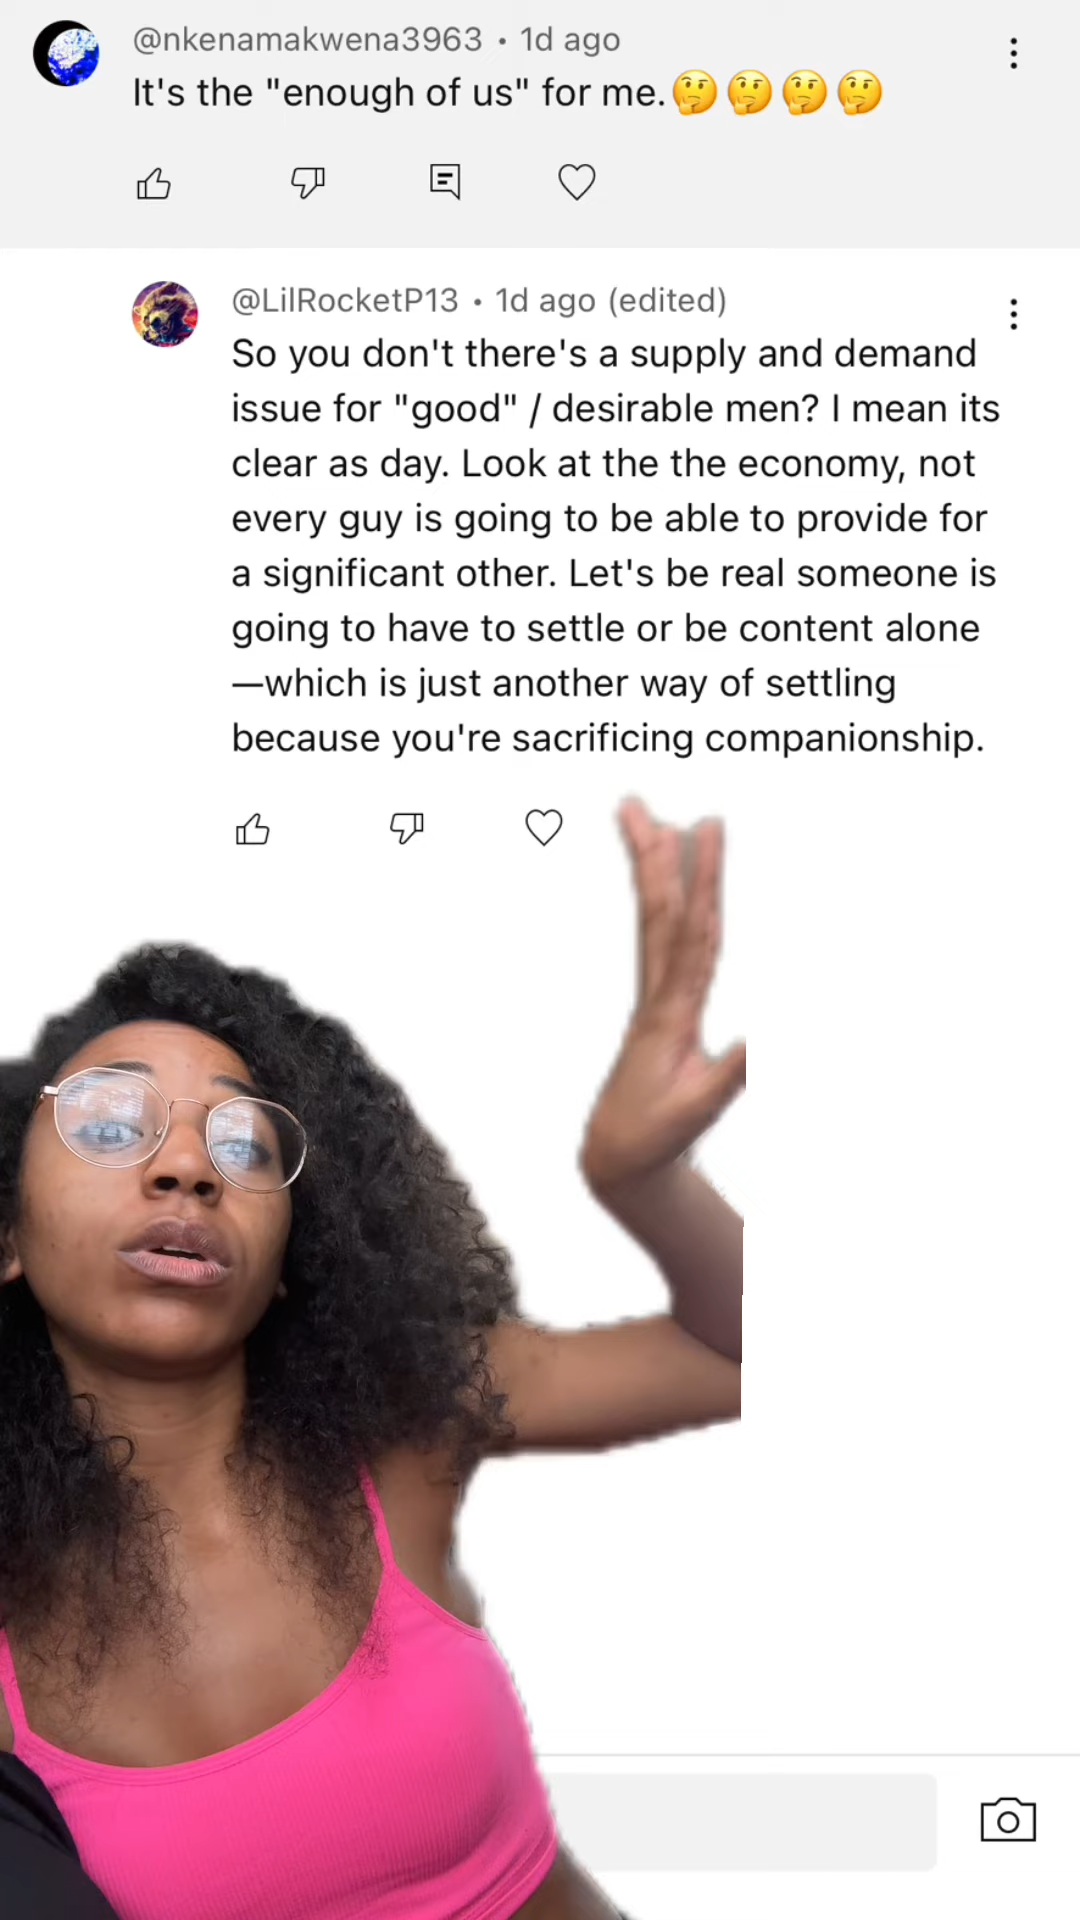 @nkenamakwena3963 • 1d ago
It's the "enough of us" for me.🤔🤔🤔🤔
@LilRocketP13 • 1d ago (edited)
So you don't there's a supply and demand
issue for "good" / desirable men? I mean its
clear as day. Look at the the economy, not
every guy is going to be able to provide for
a significant other. Let's be real someone is
going to have to settle or be content alone
—which is just another way of settling
because you're sacrificing companionship.